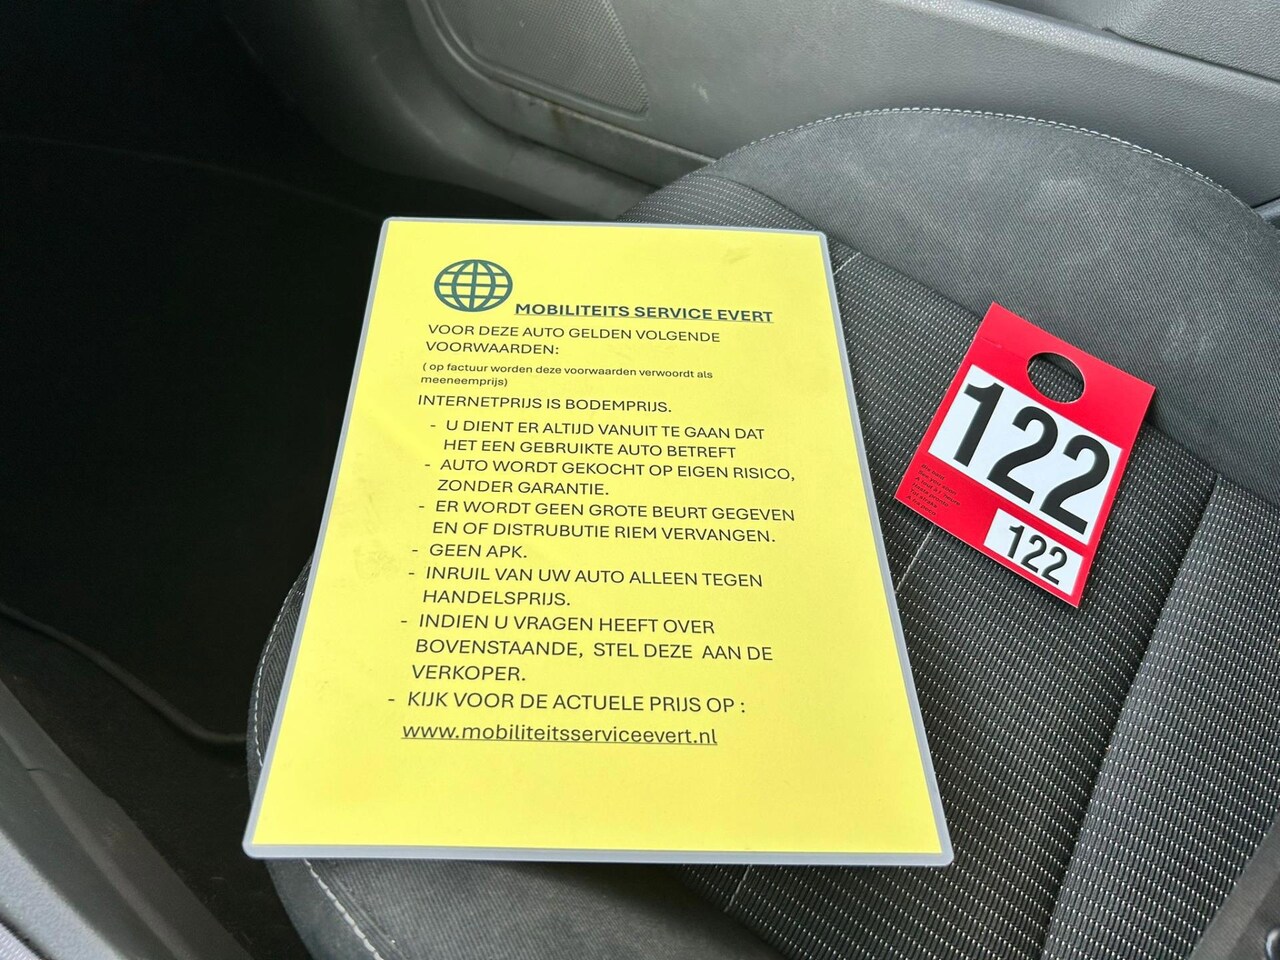 MOBILITEITS SERVICE EVERT
VOOR DEZE AUTO GELDEN VOLGENDE
VOORWAARDEN:
( op factuur worden deze voorwaarden verwoordt als
meeneemprijs)
INTERNETPRIJS IS BODEMPRIJS.
- U DIENT ER ALTIJD VANUIT TE GAAN DAT
HET EEN GEBRUIKTE AUTO BETREFT
- AUTO WORDT GEKOCHT OP EIGEN RISICO,
ZONDER GARANTIE.
- ER WORDT GEEN GROTE BEURT GEGEVEN
EN OF DISTRUBUTIE RIEM VERVANGEN.
- GEEN APK.
- INRUIL VAN UW AUTO ALLEEN TEGEN
HANDELSPRIJS.
- INDIEN U VRAGEN HEEFT OVER
BOVENSTAANDE, STEL DEZE AAN DE
VERKOPER.
- KIJK VOOR DE ACTUELE PRIJS OP :
www.mobiliteitsserviceevert.nl
122
122